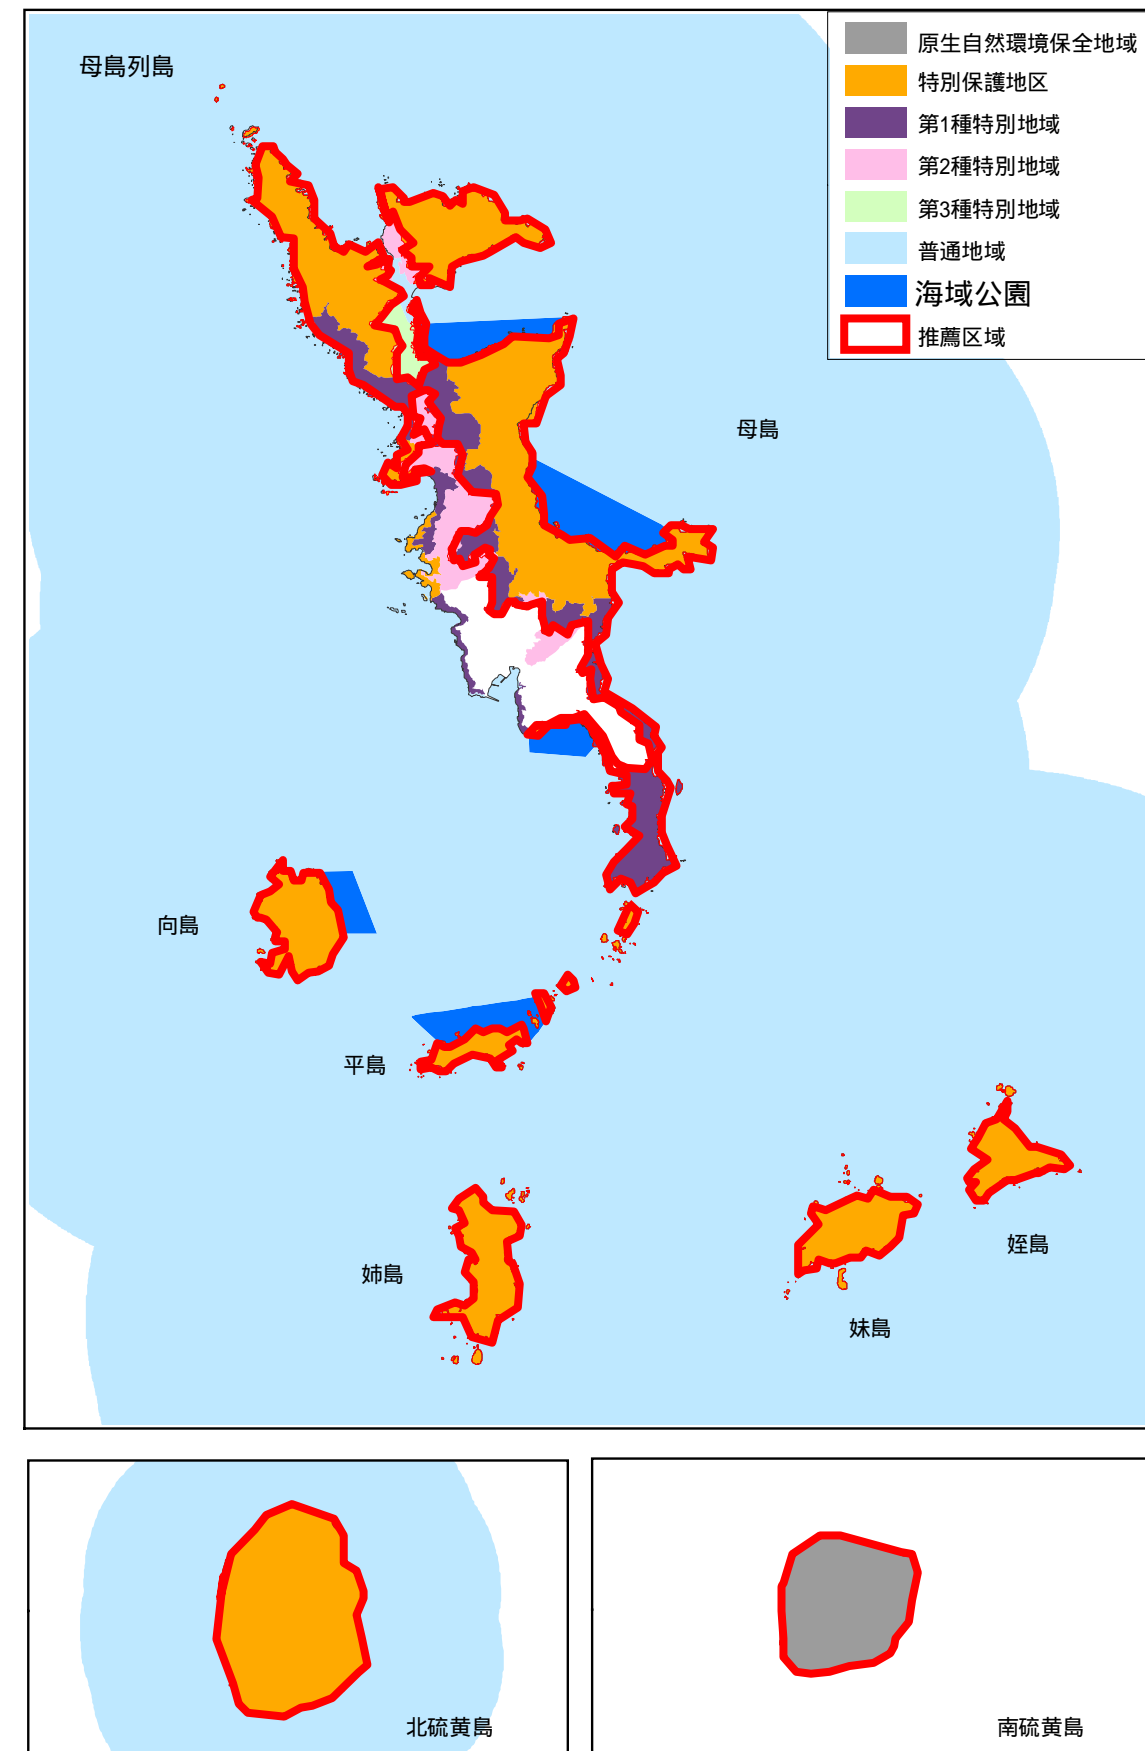 母島列島
原生自然環境保全地域
特別保護地区
第1種特別地域
第2種特別地域
第3種特別地域
普通地域
海域公園
推薦区域
母島
向島
平島
姉島
妹島
姪島
北硫黄島
南硫黄島